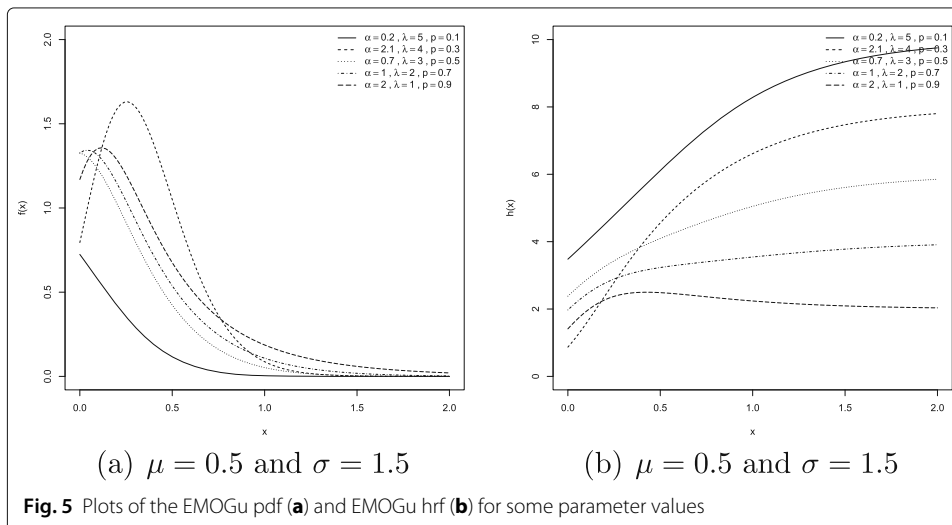 α=0.2 , λ=5 , p=0.1
α=2.1 , λ=4 , p=0.3
α=0.7 , λ=3 , p=0.5
α=1 , λ=2 , p=0.7
α=2 , λ=1 , p=0.9
2.0
1.5
1.0
0.5
0.0
f(x)
0.0 0.5 1.0 1.5 2.0
x
(a) μ = 0.5 and σ = 1.5
α=0.2 , λ=5 , p=0.1
α=2.1 , λ=4 , p=0.3
α=0.7 , λ=3 , p=0.5
α=1 , λ=2 , p=0.7
α=2 , λ=1 , p=0.9
10
8
6
4
2
0
h(x)
0.0 0.5 1.0 1.5 2.0
x
(b) μ = 0.5 and σ = 1.5
Fig. 5 Plots of the EMOGu pdf (a) and EMOGu hrf (b) for some parameter values